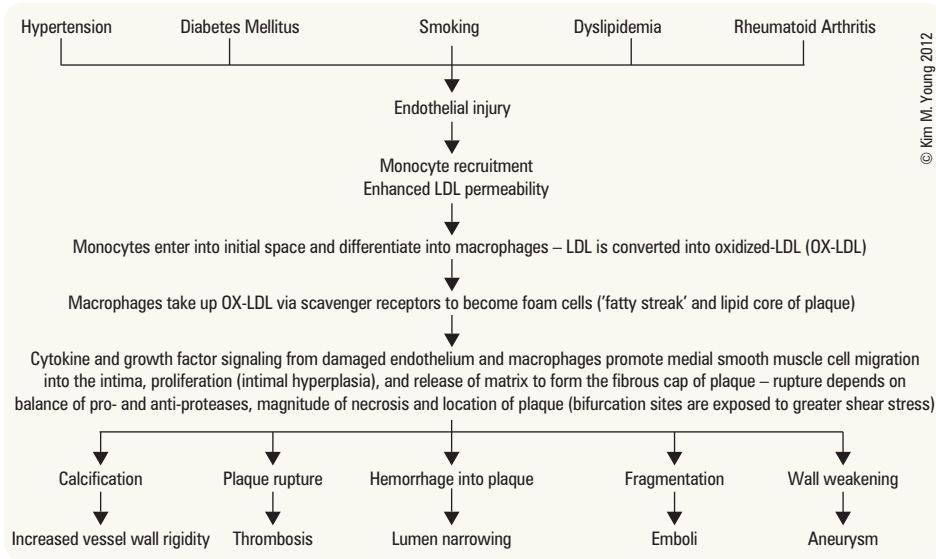 Hypertension
Diabetes Mellitus
Smoking
Dyslipidemia
Rheumatoid Arthritis
© Kim M. Young 2012
Endothelial injury
Monocyte recruitment
Enhanced LDL permeability
Monocytes enter into initial space and differentiate into macrophages – LDL is converted into oxidized-LDL (OX-LDL)
Macrophages take up OX-LDL via scavenger receptors to become foam cells (‘fatty streak’ and lipid core of plaque)
Cytokine and growth factor signaling from damaged endothelium and macrophages promote medial smooth muscle cell migration
into the intima, proliferation (intimal hyperplasia), and release of matrix to form the fibrous cap of plaque – rupture depends on
balance of pro- and anti-proteases, magnitude of necrosis and location of plaque (bifurcation sites are exposed to greater shear stress)
Calcification
Plaque rupture
Hemorrhage into plaque
Fragmentation
Wall weakening
Increased vessel wall rigidity
Thrombosis
Lumen narrowing
Emboli
Aneurysm